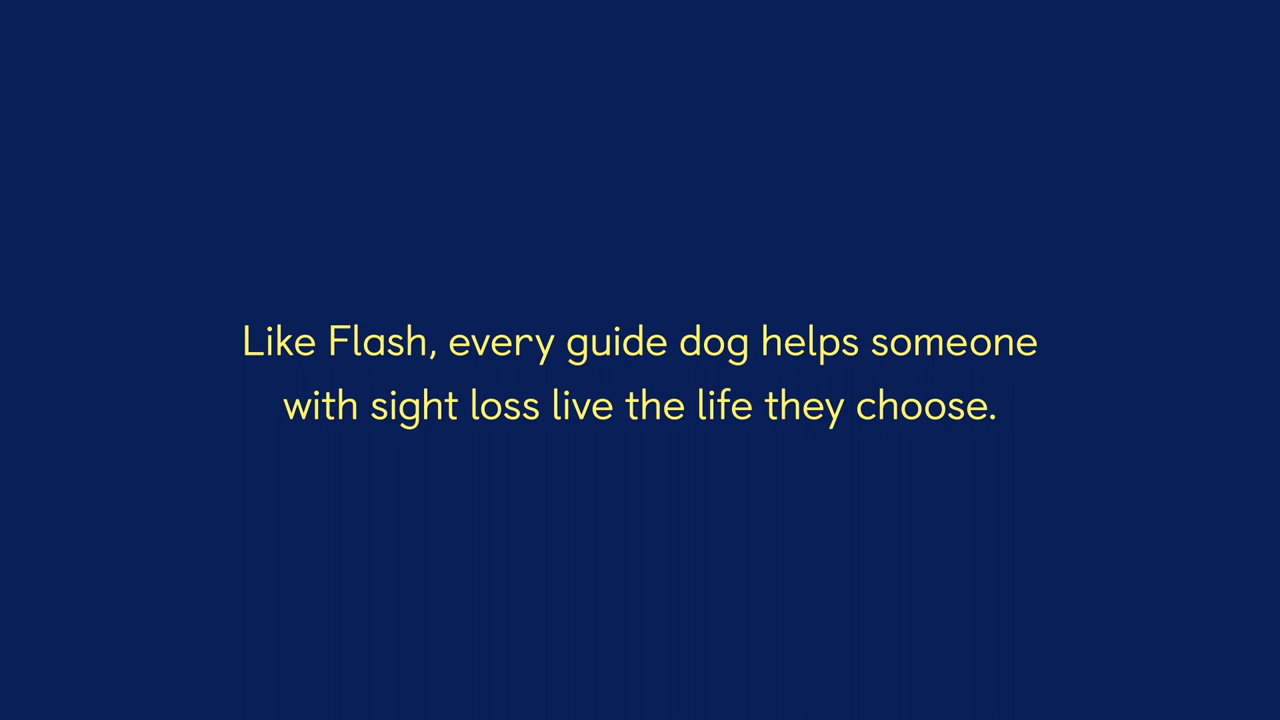 Like Flash, every guide dog helps someone
with sight loss live the life they choose.